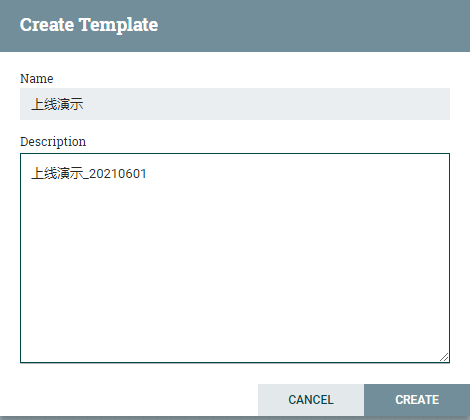 Create Template
Name
上线演示
Description
上线演示_20210601
CANCEL
CREATE